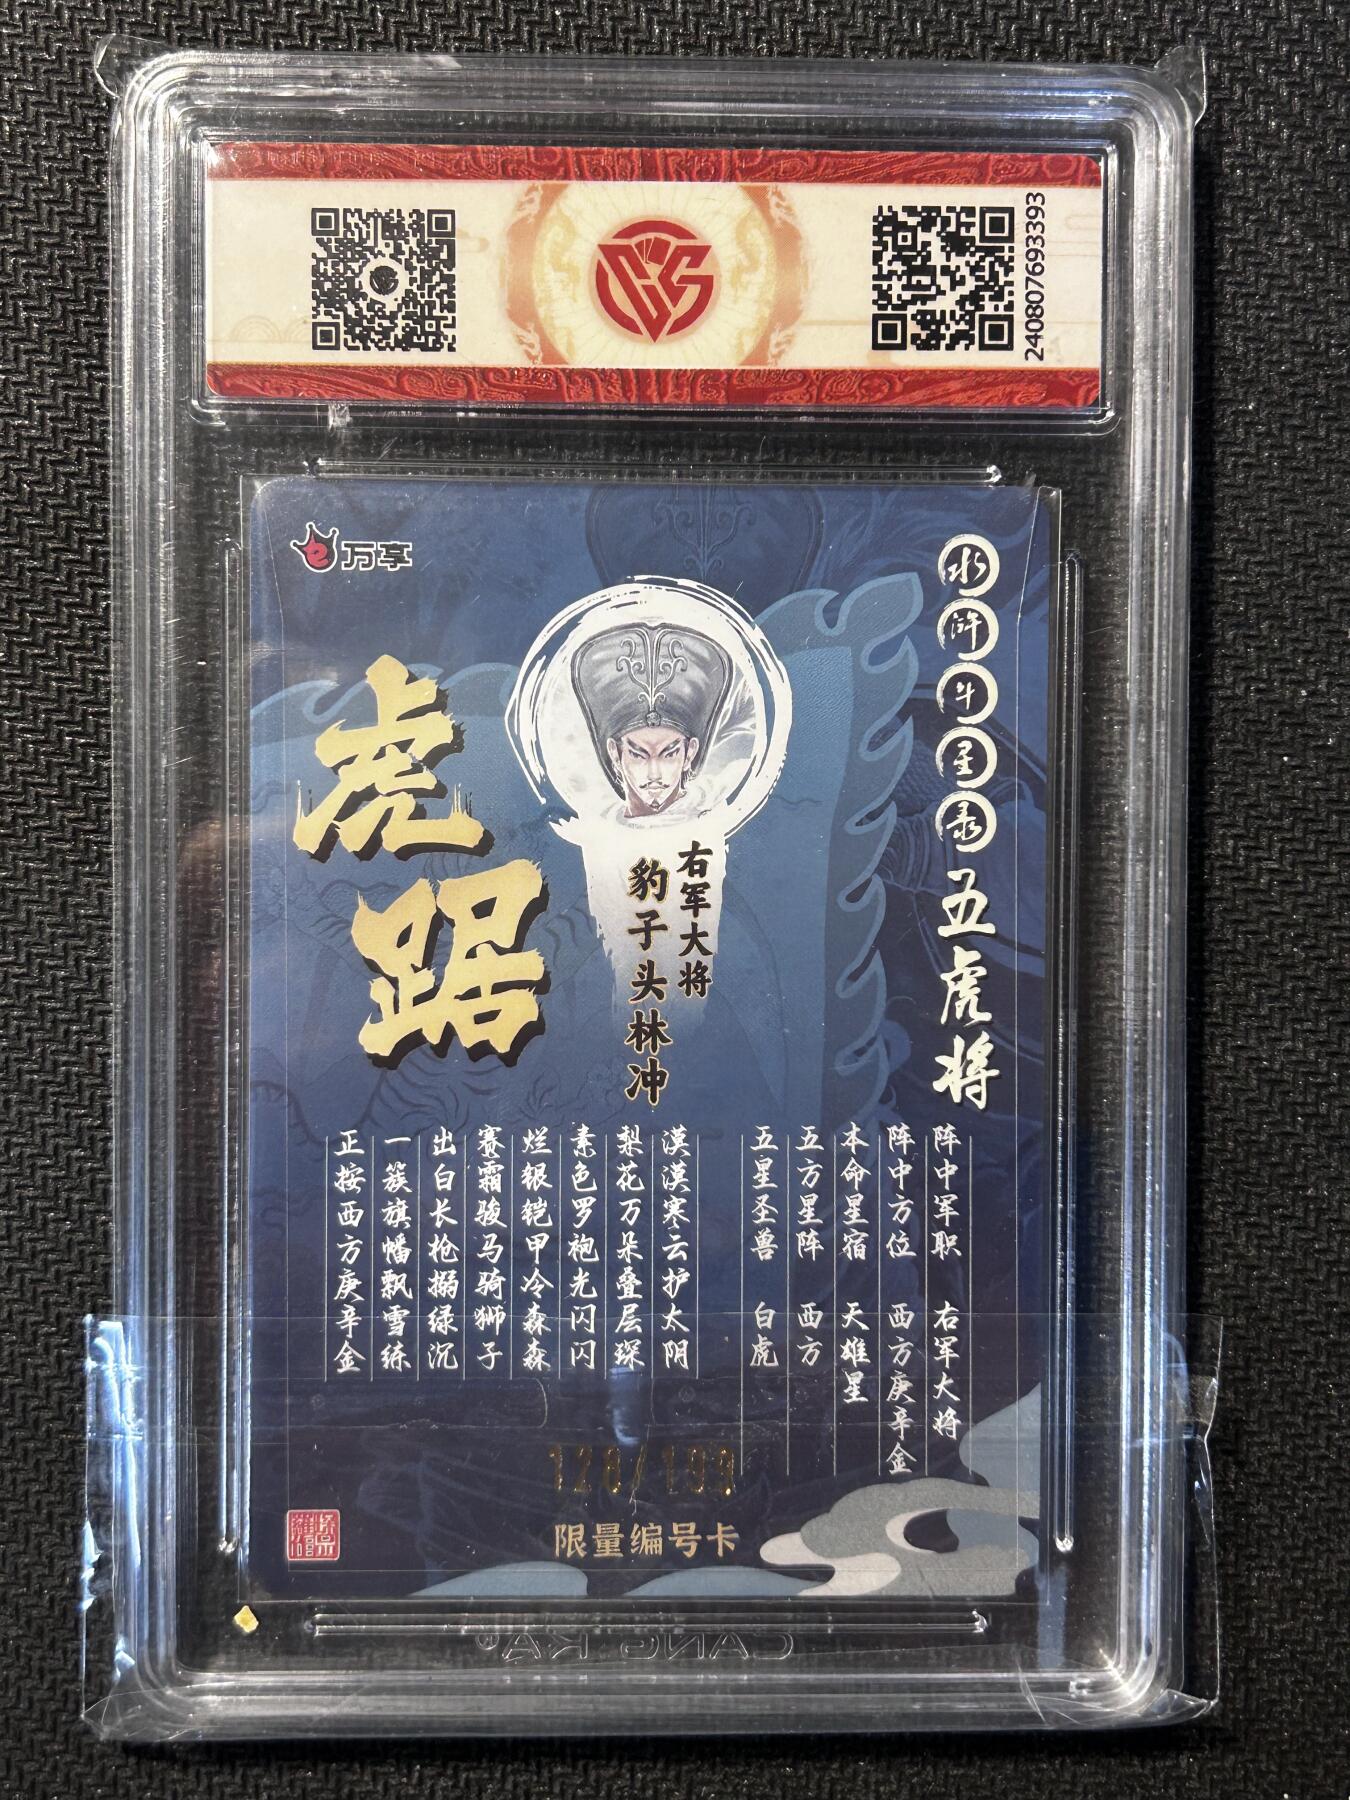 240807693393
万享
水浒斗星录 五虎将
虎踞
右军大将
豹子头林冲
阵中军职 右军大将
阵中方位 西方庚辛金
本命星宿 天雄星
五方星阵 西方
五星圣兽 白虎
漠漠寒云护太阴
梨花万朵叠层琛
素色罗袍光闪闪
烂银铠甲冷森森
赛霜骏马骑狮子
出白长枪搦绿沉
一簇旗幡飘雪练
正按西方庚辛金
128/199
限量编号卡
CANG KA®